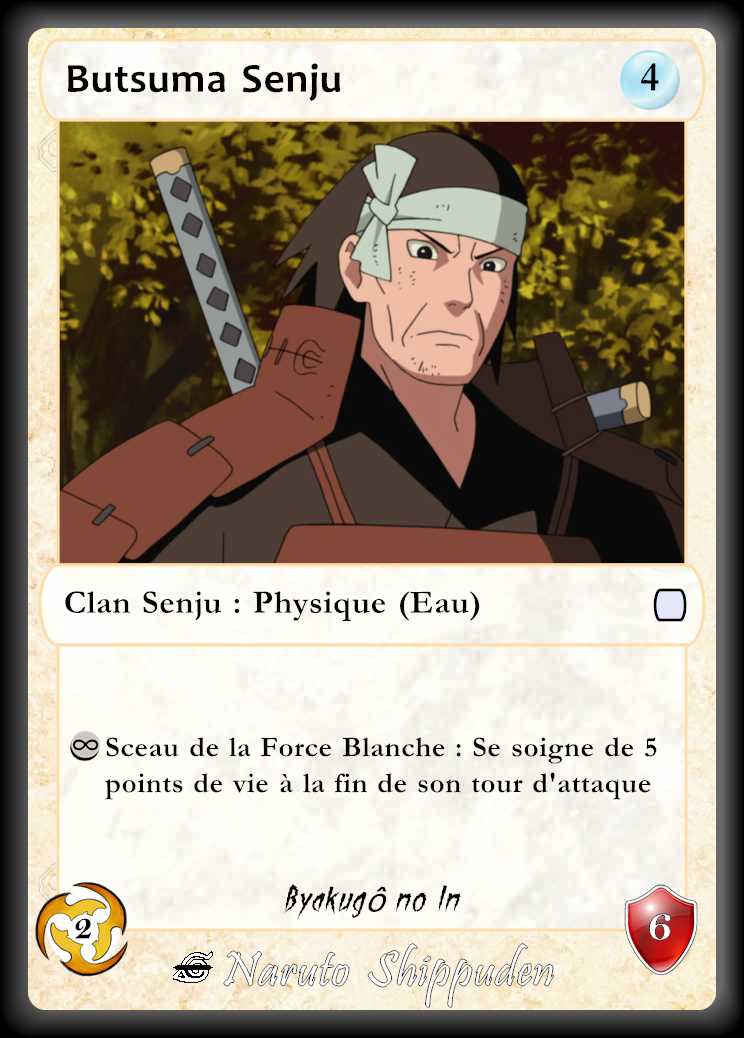 Butsuma Senju
4
Clan Senju : Physique (Eau)
∞ Sceau de la Force Blanche : Se soigne de 5
points de vie à la fin de son tour d'attaque
Byakugô no In
2
6
Naruto Shippuden